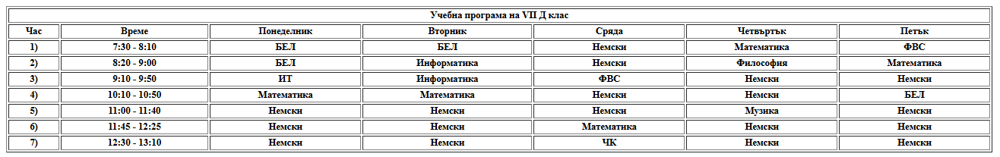 Учебна програма на VII Д клас
Час Време Понеделник Вторник Сряда Четвъртък Петък
1) 7:30 - 8:10 БЕЛ БЕЛ Немски Математика ФВС
2) 8:20 - 9:00 БЕЛ Информатика Немски Философия Математика
3) 9:10 - 9:50 ИТ Информатика ФВС Немски Немски
4) 10:10 - 10:50 Математика Математика Немски Немски БЕЛ
5) 11:00 - 11:40 Немски Немски Немски Музика Немски
6) 11:45 - 12:25 Немски Немски Математика Немски Немски
7) 12:30 - 13:10 Немски Немски ЧК Немски Немски